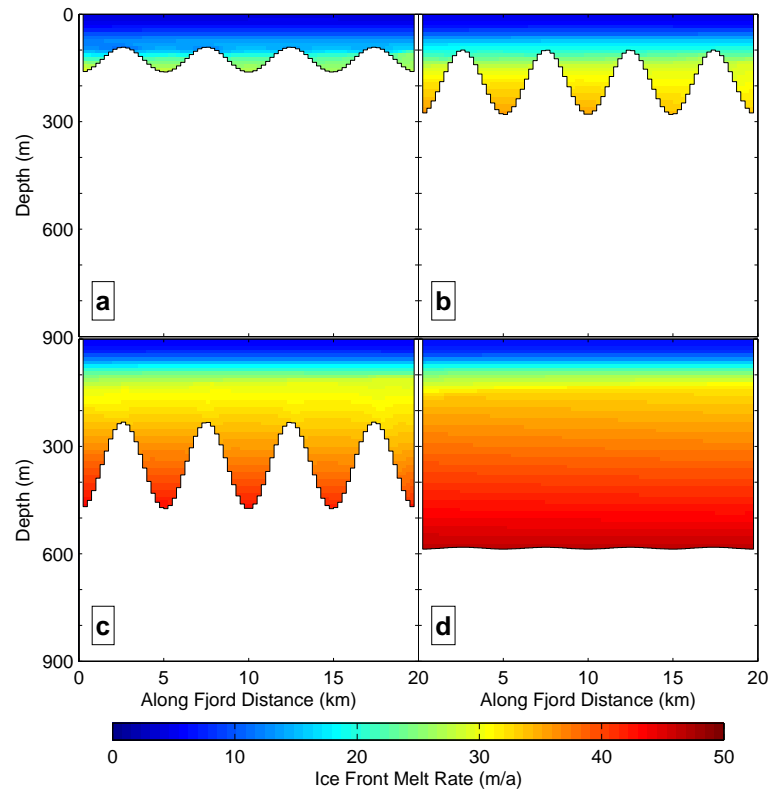 0
300
600
900
Depth (m)
a
b
300
600
900
Depth (m)
c
d
0 5 10 15 20 5 10 15 20
Along Fjord Distance (km) Along Fjord Distance (km)
0 10 20 30 40 50
Ice Front Melt Rate (m/a)